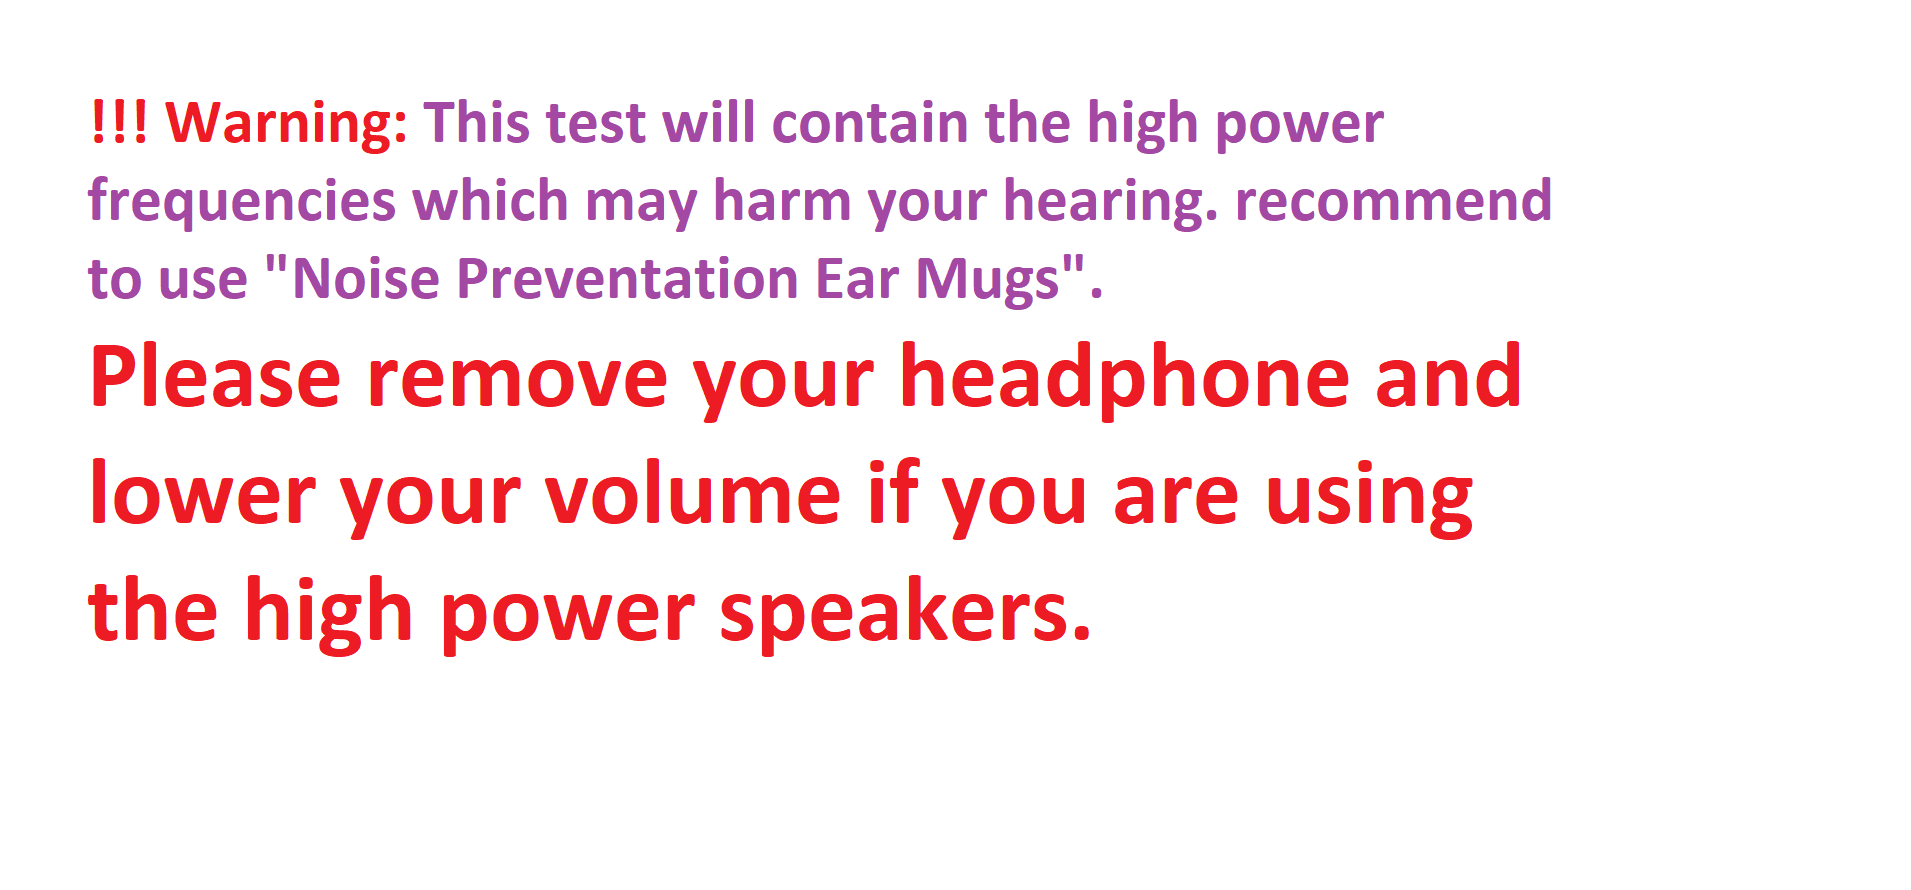 !!! Warning: This test will contain the high power
frequencies which may harm your hearing. recommend
to use "Noise Preventation Ear Mugs".
Please remove your headphone and
lower your volume if you are using
the high power speakers.